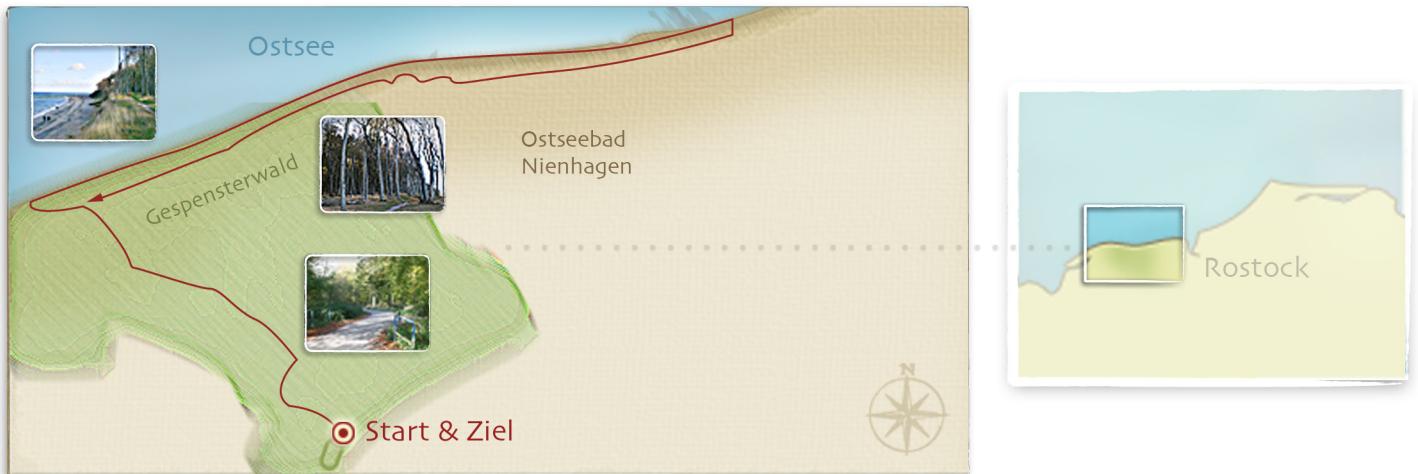 Ostsee
Gespensterwald
Ostseebad
Nienhagen
Start & Ziel
N
Rostock